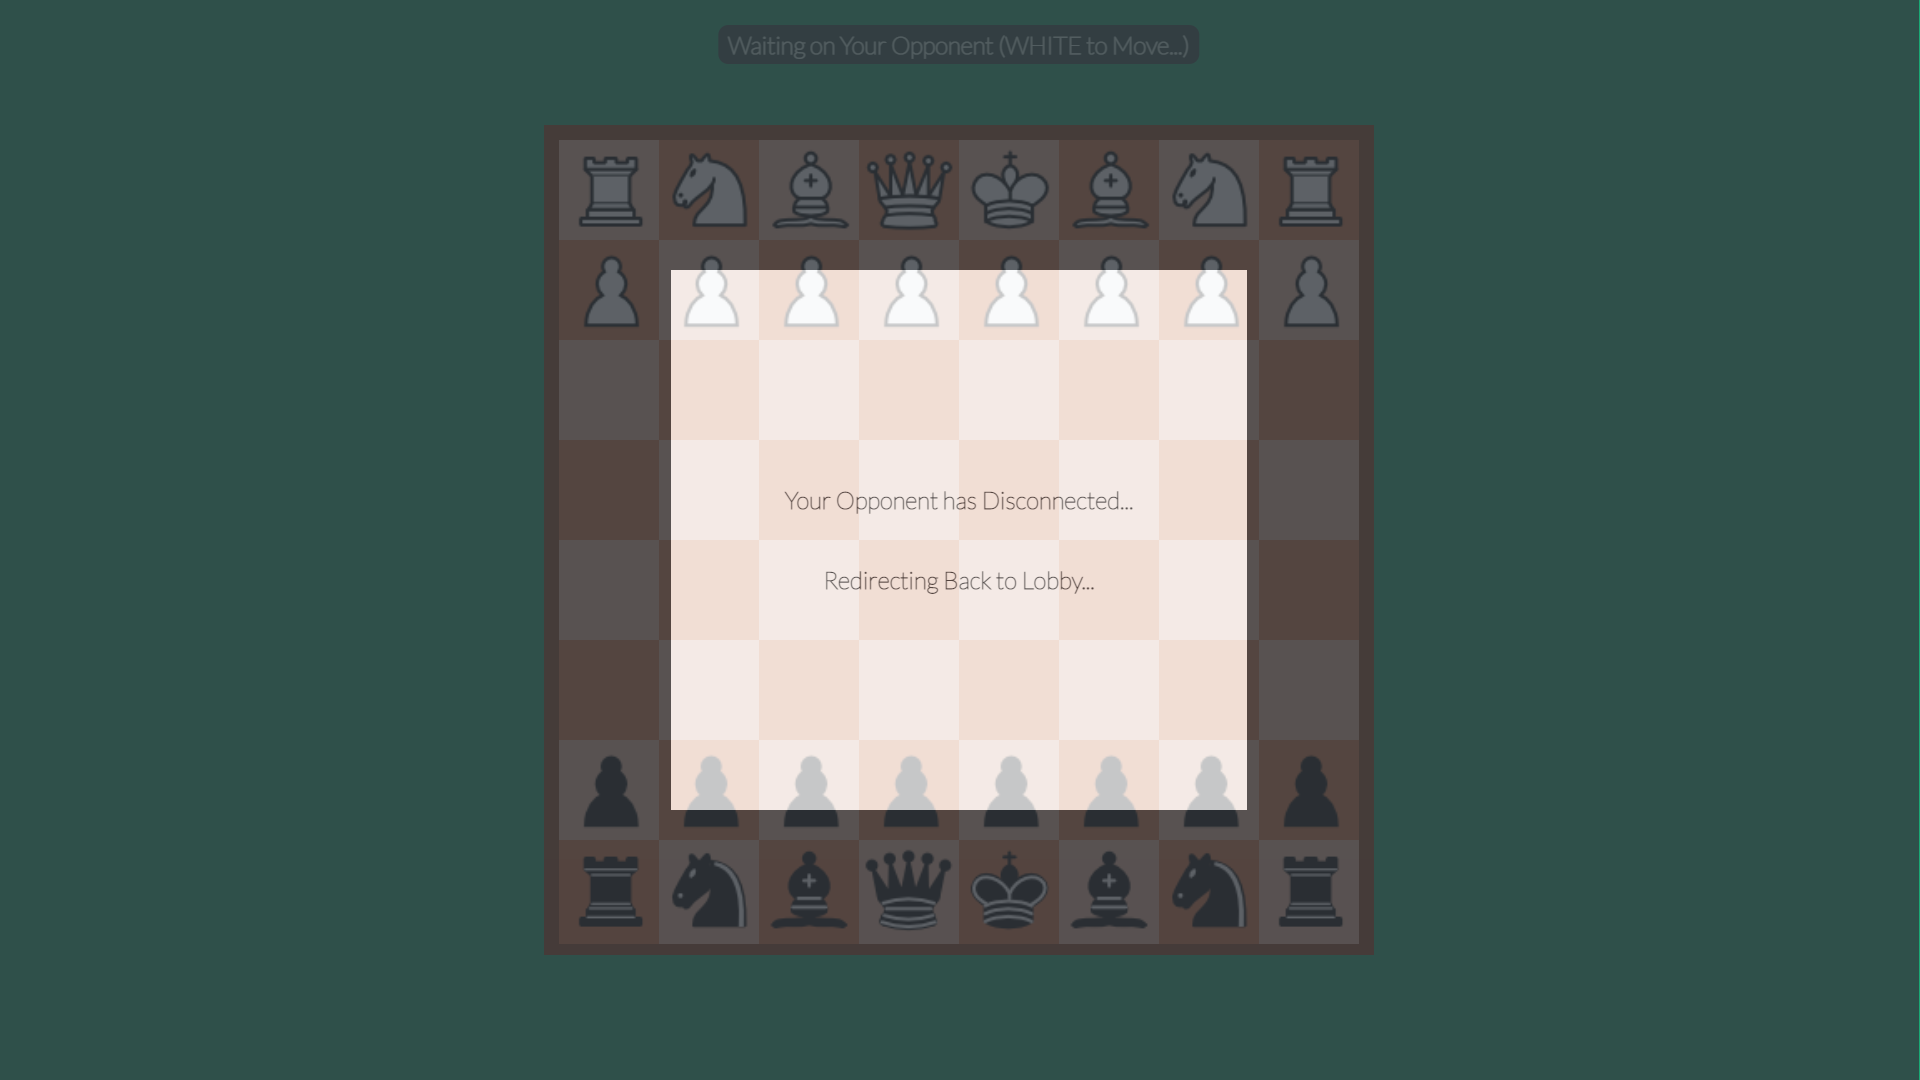 Waiting on Your Opponent (WHITE to Move...)
Your Opponent has Disconnected...
Redirecting Back to Lobby...